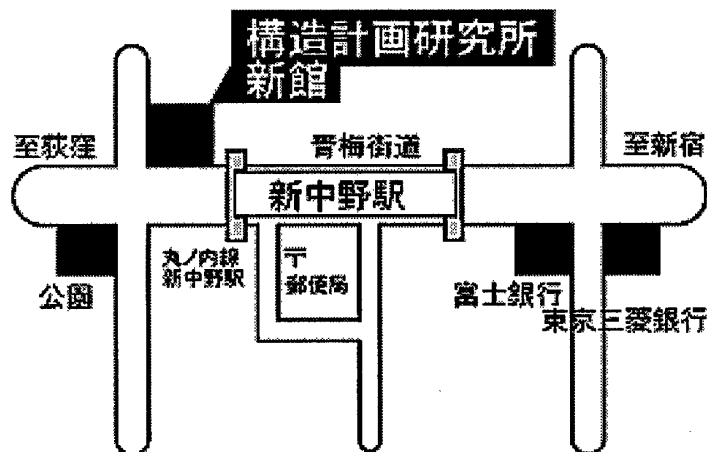 構造計画研究所
新館
至荻窪
青梅街道
至新宿
新中野駅
丸ノ内線
新中野駅
〒
郵便局
公園
富士銀行
東京三菱銀行